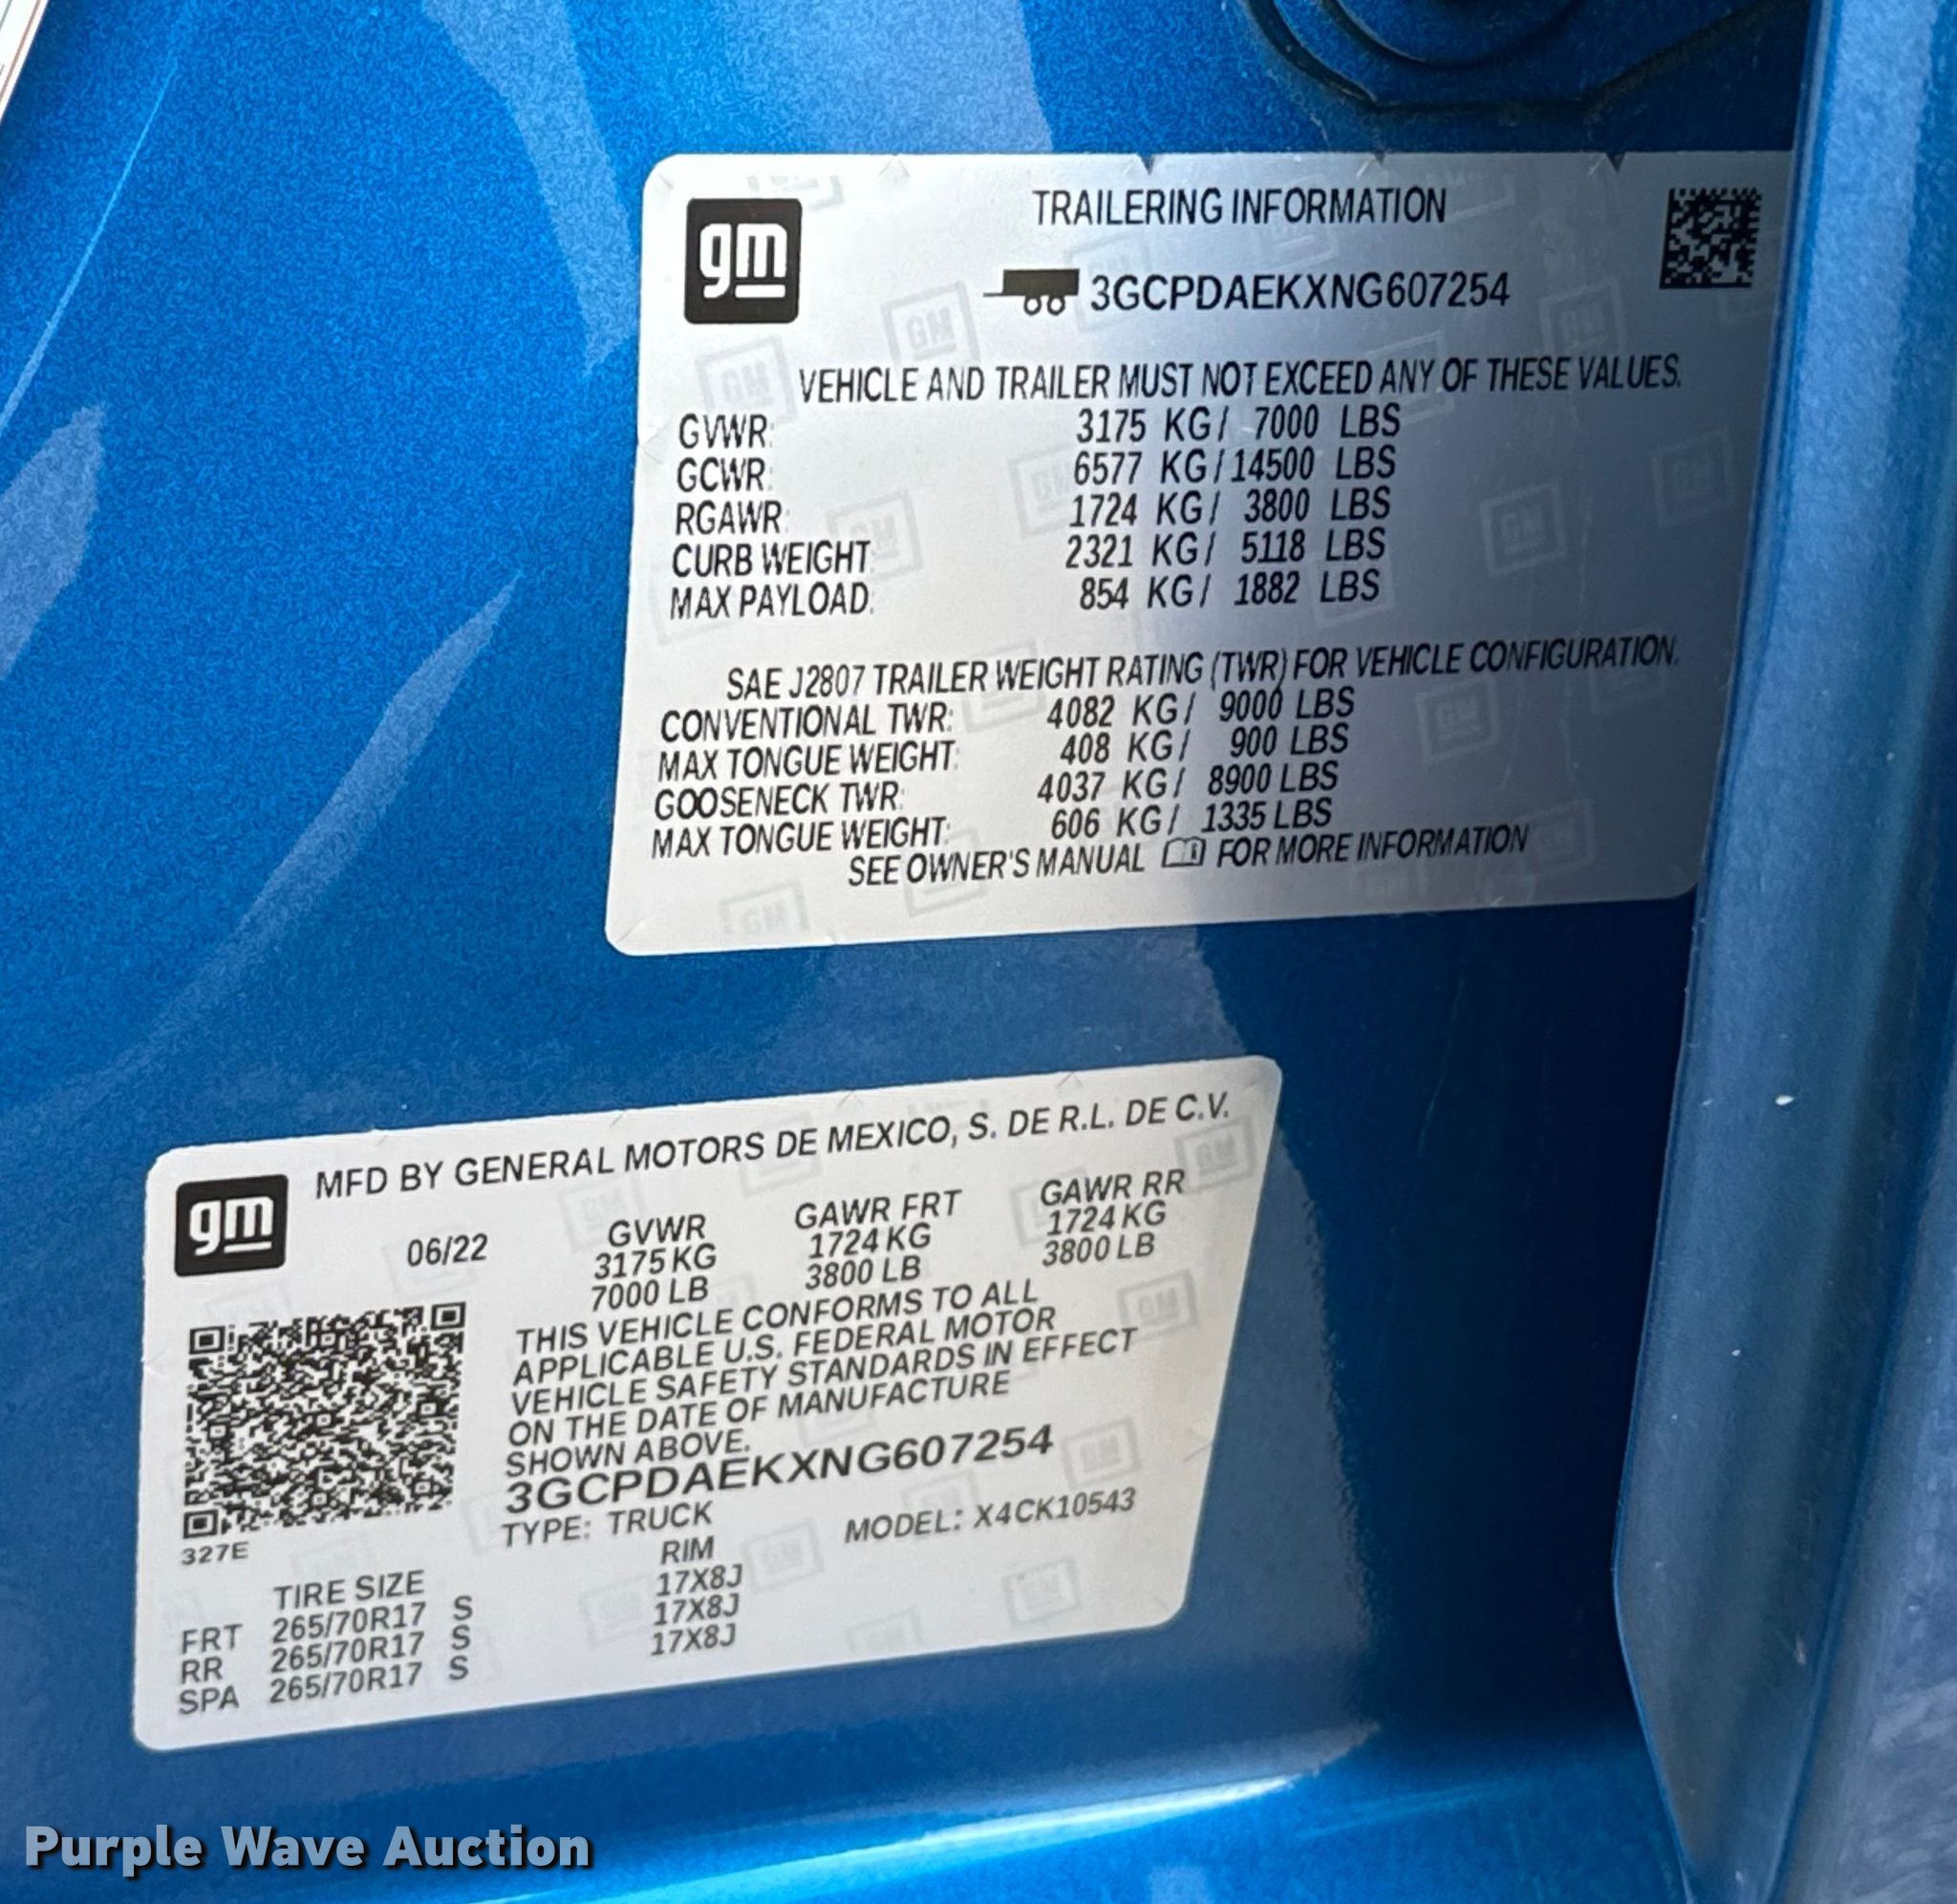 gm
TRAILERING INFORMATION
3GCPDAEKXNG607254
VEHICLE AND TRAILER MUST NOT EXCEED ANY OF THESE VALUES.
GVWR: 3175 KG/ 7000 LBS
GCWR: 6577 KG/14500 LBS
RGAWR: 1724 KG/ 3800 LBS
CURB WEIGHT: 2321 KG/ 5118 LBS
MAX PAYLOAD: 854 KG/ 1882 LBS
SAE J2807 TRAILER WEIGHT RATING (TWR) FOR VEHICLE CONFIGURATION.
CONVENTIONAL TWR: 4082 KG/ 9000 LBS
MAX TONGUE WEIGHT: 408 KG/ 900 LBS
GOOSENECK TWR: 4037 KG/ 8900 LBS
MAX TONGUE WEIGHT: 606 KG/ 1335 LBS
SEE OWNER'S MANUAL FOR MORE INFORMATION
gm
MFD BY GENERAL MOTORS DE MEXICO, S. DE R.L. DE C.V.
06/22
GVWR GAWR FRT GAWR RR
3175 KG 1724 KG 1724 KG
7000 LB 3800 LB 3800 LB
THIS VEHICLE CONFORMS TO ALL
APPLICABLE U.S. FEDERAL MOTOR
VEHICLE SAFETY STANDARDS IN EFFECT
ON THE DATE OF MANUFACTURE
SHOWN ABOVE.
3GCPDAEKXNG607254
TYPE: TRUCK MODEL: X4CK10543
327E
TIRE SIZE RIM
FRT 265/70R17 S 17X8J
RR 265/70R17 S 17X8J
SPA 265/70R17 S 17X8J
Purple Wave Auction